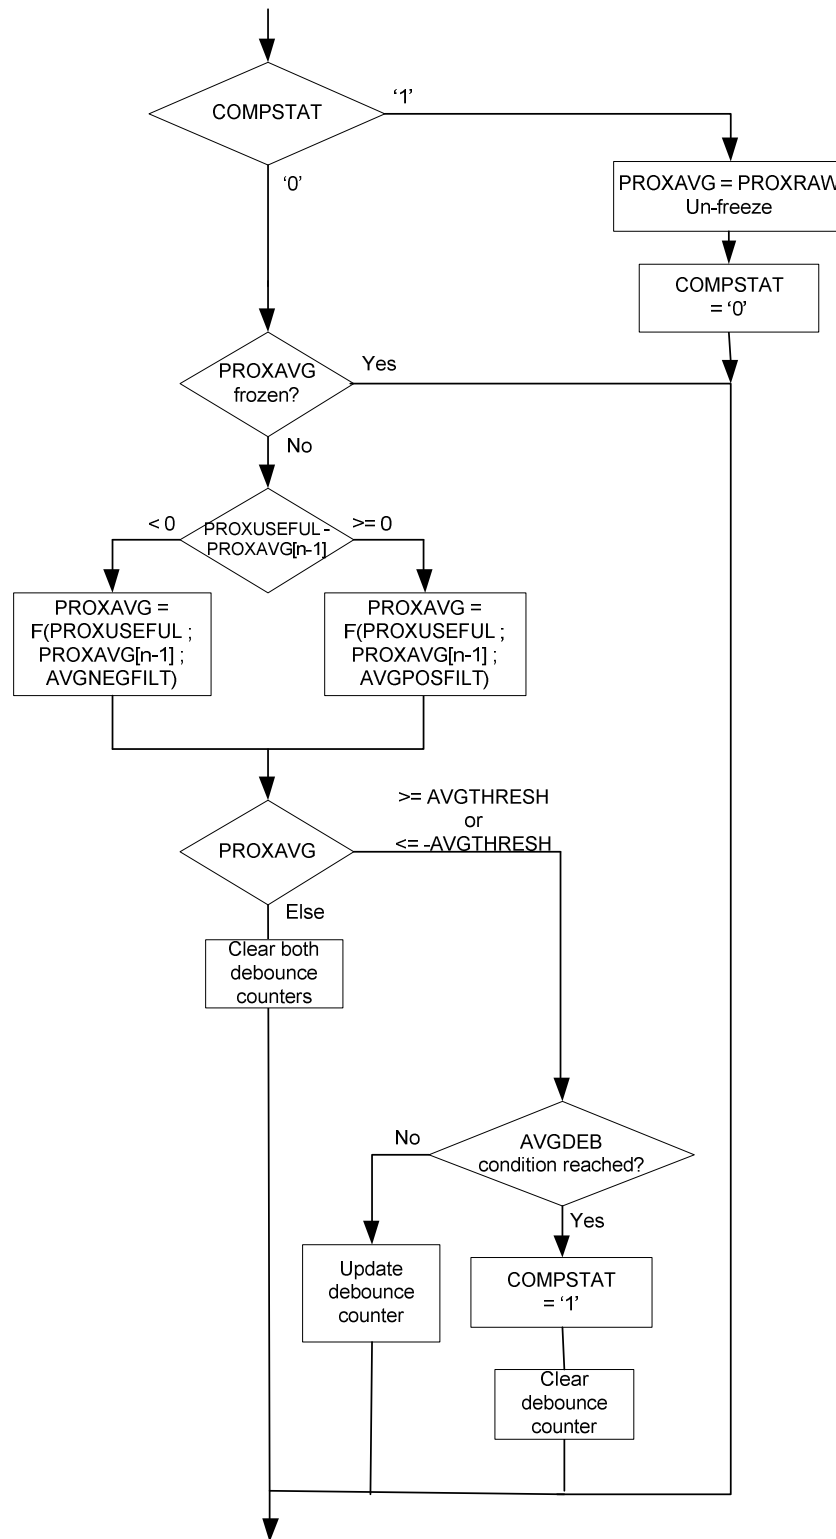 COMPSTAT
‘1’
‘0’
PROXAVG = PROXRAW
Un-freeze
COMPSTAT
= ‘0’
PROXAVG
frozen?
Yes
No
< 0
PROXUSEFUL -
PROXAVG[n-1]
>= 0
PROXAVG =
F(PROXUSEFUL ;
PROXAVG[n-1] ;
AVGNEGFILT)
PROXAVG =
F(PROXUSEFUL ;
PROXAVG[n-1] ;
AVGPOSFILT)
PROXAVG
>= AVGTHRESH
or
<= -AVGTHRESH
Else
Clear both
debounce
counters
AVGDEB
condition reached?
No
Yes
Update
debounce
counter
COMPSTAT
= ‘1’
Clear
debounce
counter